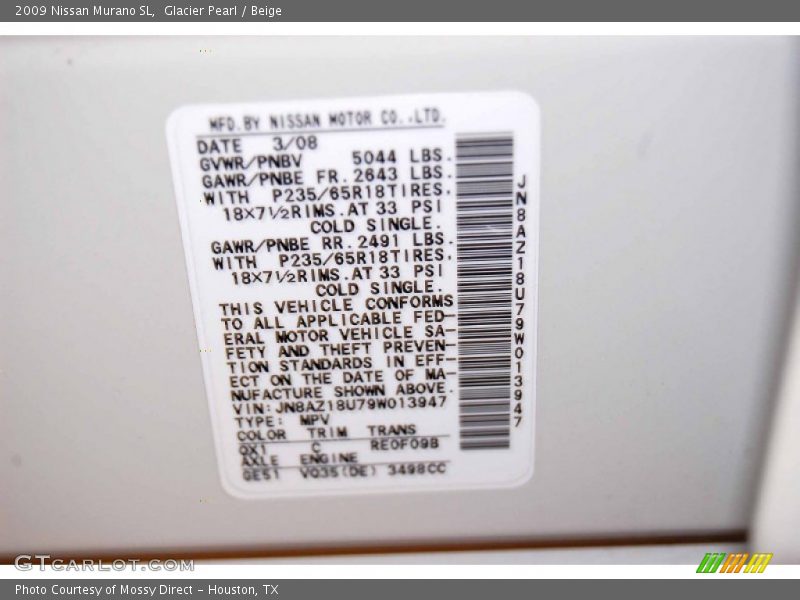 2009 Nissan Murano SL,  Glacier Pearl / Beige
MFD.BY NISSAN MOTOR CO.,LTD.
DATE 3/08
GVWR/PNBV 5044 LBS.
GAWR/PNBE FR. 2643 LBS.
WITH P235/65R18TIRES.
18×7½RIMS.AT 33 PSI
COLD SINGLE.
GAWR/PNBE RR. 2491 LBS.
WITH P235/65R18TIRES.
18×7½RIMS.AT 33 PSI
COLD SINGLE.
THIS VEHICLE CONFORMS
TO ALL APPLICABLE FED-
ERAL MOTOR VEHICLE SA-
FETY AND THEFT PREVEN-
TION STANDARDS IN EFF-
ECT ON THE DATE OF MA-
NUFACTURE SHOWN ABOVE.
VIN: JN8AZ18U79W013947
TYPE: MPV
COLOR TRIM TRANS
QX1 C RE0F09B
AXLE ENGINE
GES1 VQ35(DE) 3498CC
JN8AZ18U79W013947
GTCARLOT.COM
Photo Courtesy of Mossy Direct - Houston, TX